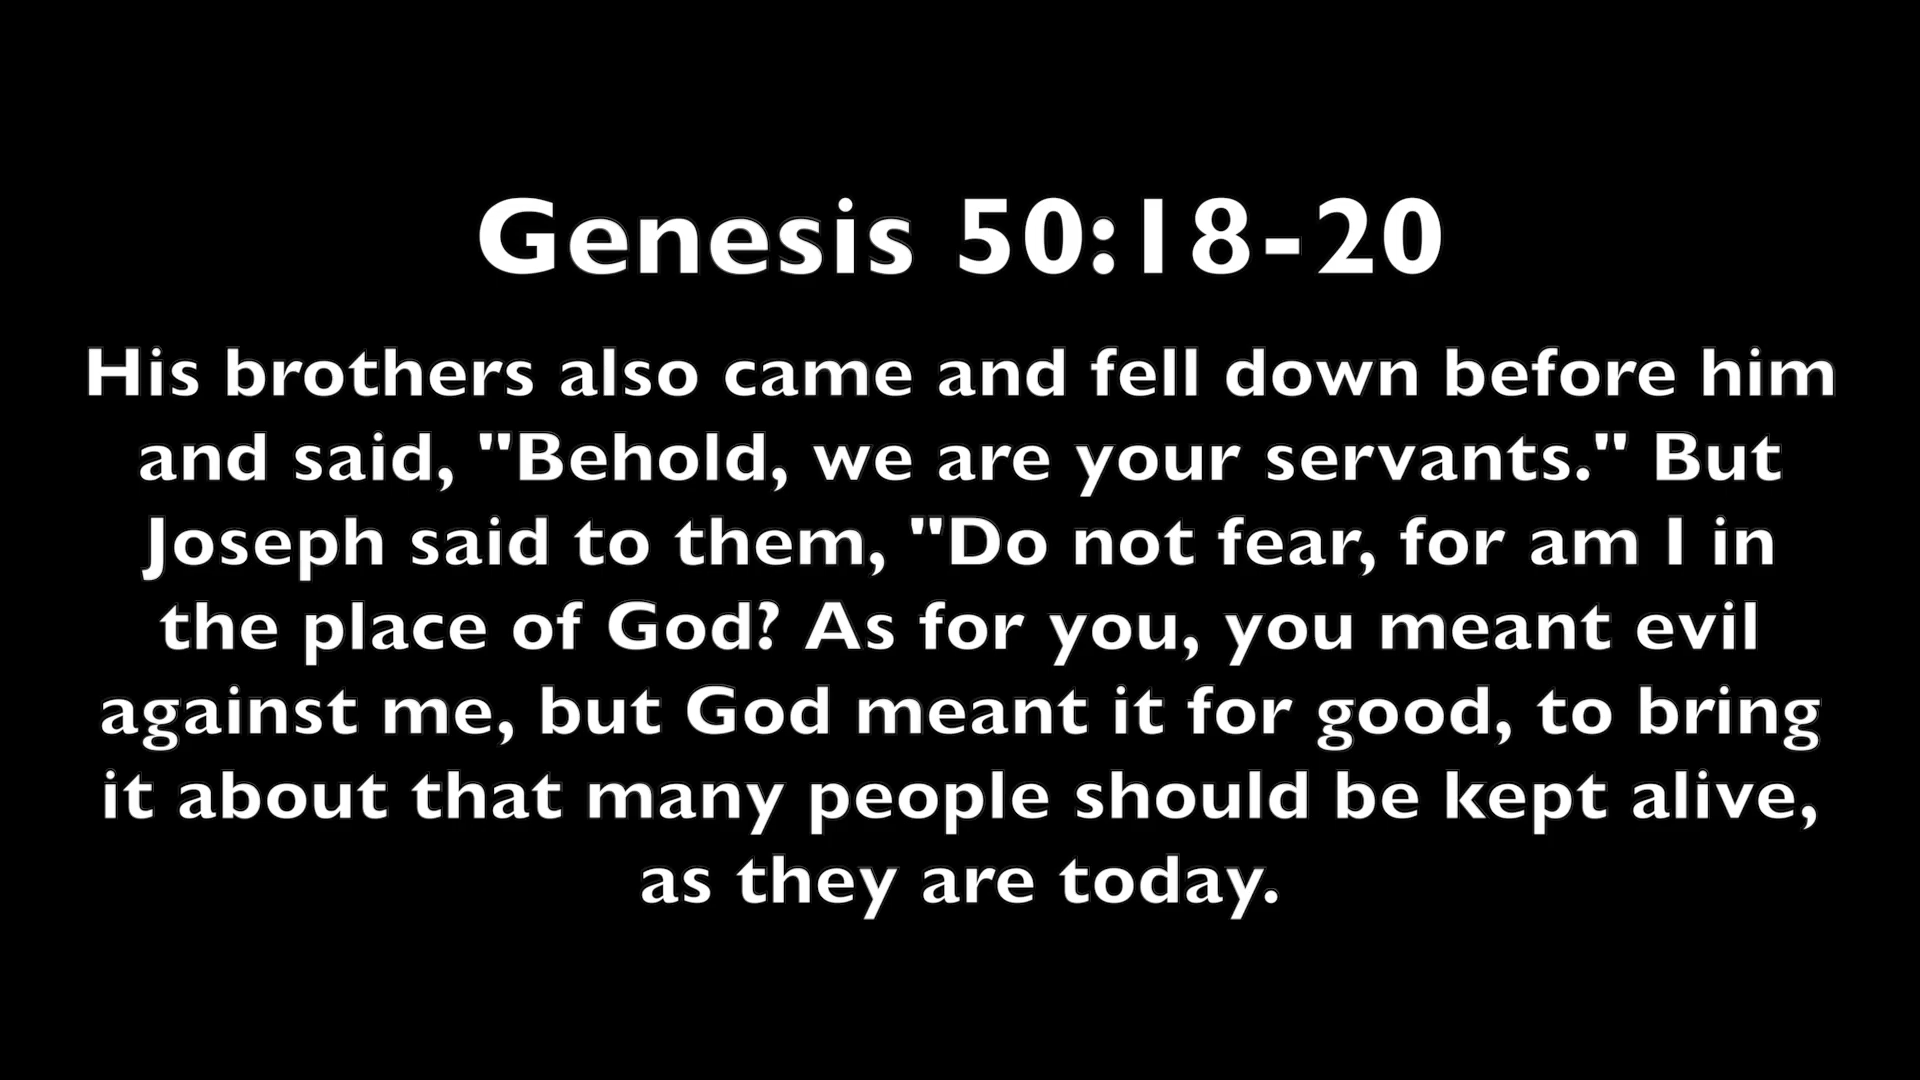 Genesis 50:18-20
His brothers also came and fell down before him
and said, "Behold, we are your servants." But
Joseph said to them, "Do not fear, for am I in
the place of God? As for you, you meant evil
against me, but God meant it for good, to bring
it about that many people should be kept alive,
as they are today.